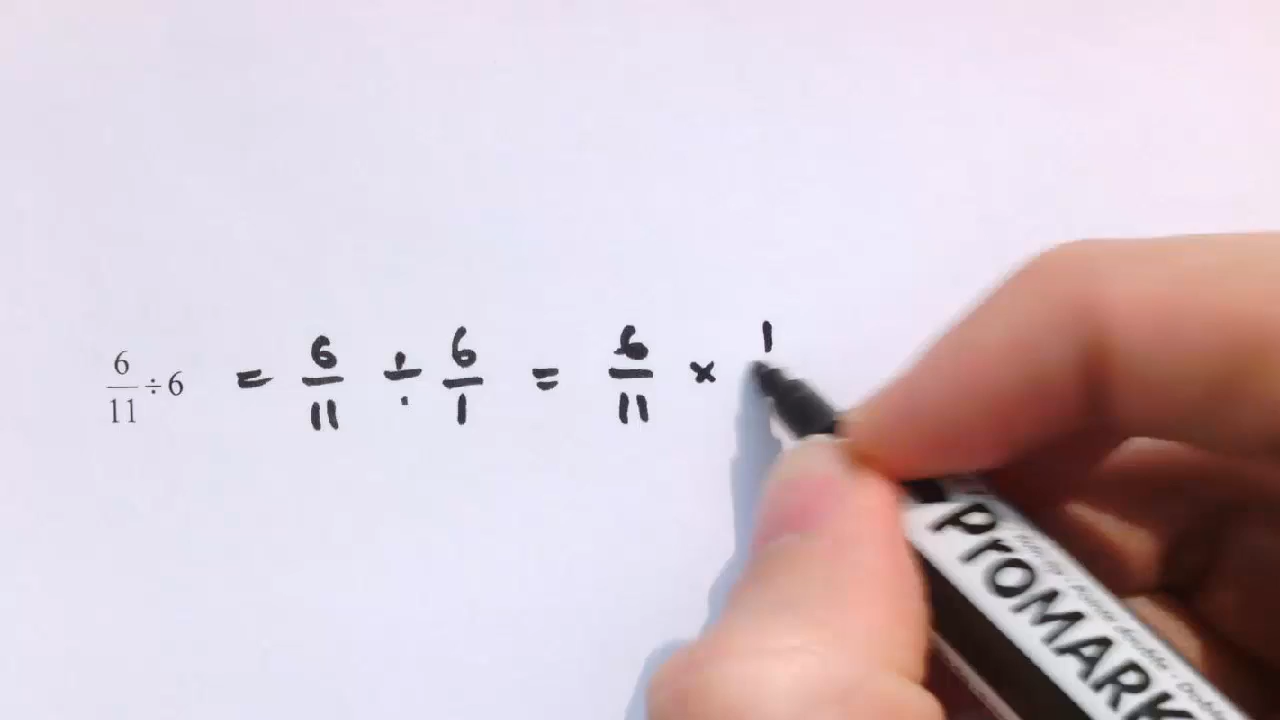 6/11 ÷ 6 = 6/11 ÷ 6/1 = 6/11 × 1
PROMARK